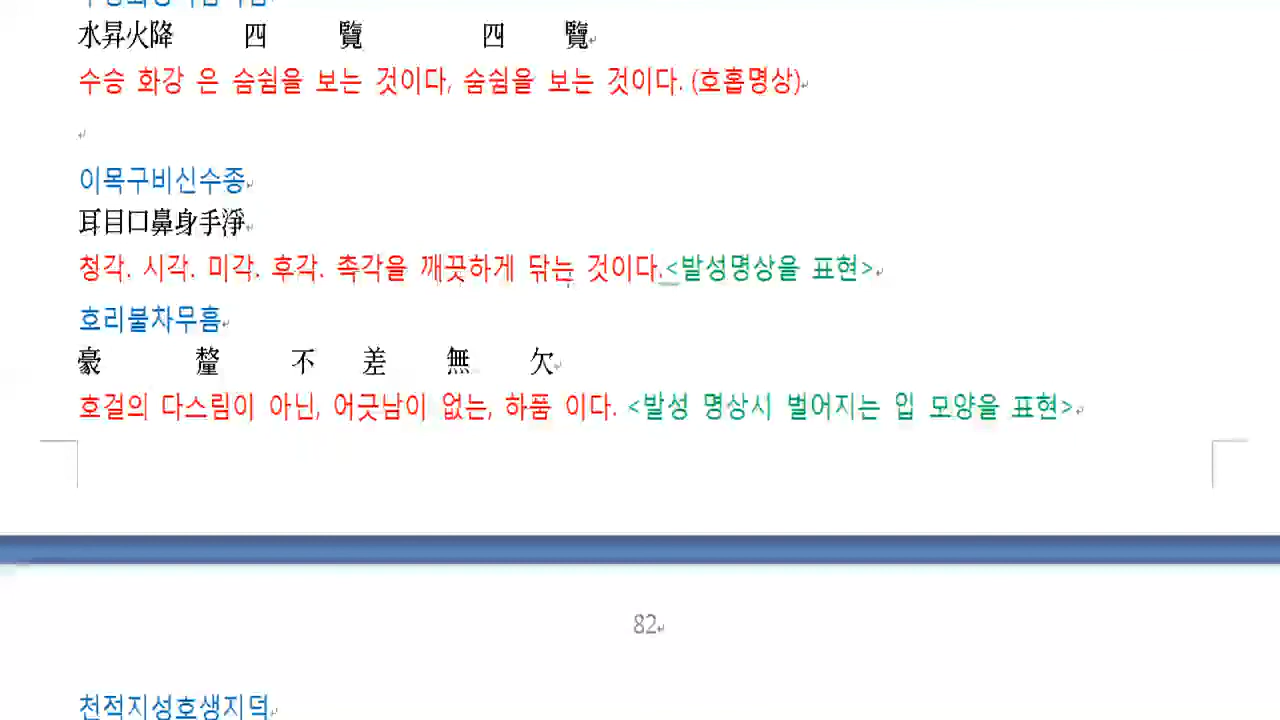 水昇火降 四 覽 四 覽
수승 화강 은 숨쉼을 보는 것이다, 숨쉼을 보는 것이다. (호흡명상)
이목구비신수종
耳目口鼻身手淨
청각. 시각. 미각. 후각. 촉각을 깨끗하게 닦는 것이다.<발성명상을 표현>
호리불차무흠
豪 釐 不 差 無 欠
호걸의 다스림이 아닌, 어긋남이 없는, 하품 이다. <발성 명상시 벌어지는 입 모양을 표현>
82
천적지성호생지덕